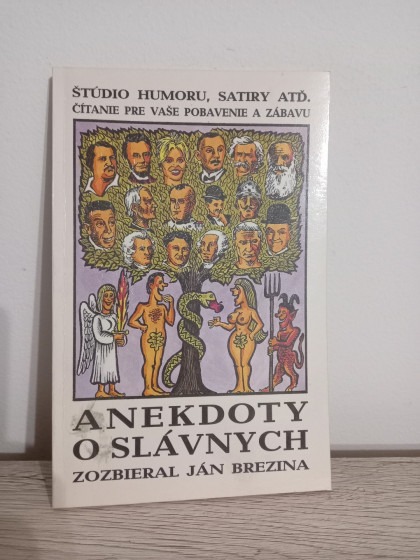 ŠTÚDIO HUMORU, SATIRY ATĎ.
ČÍTANIE PRE VAŠE POBAVENIE A ZÁBAVU
ANEKDOTY
O SLÁVNYCH
ZOZBIERAL JÁN BREZINA